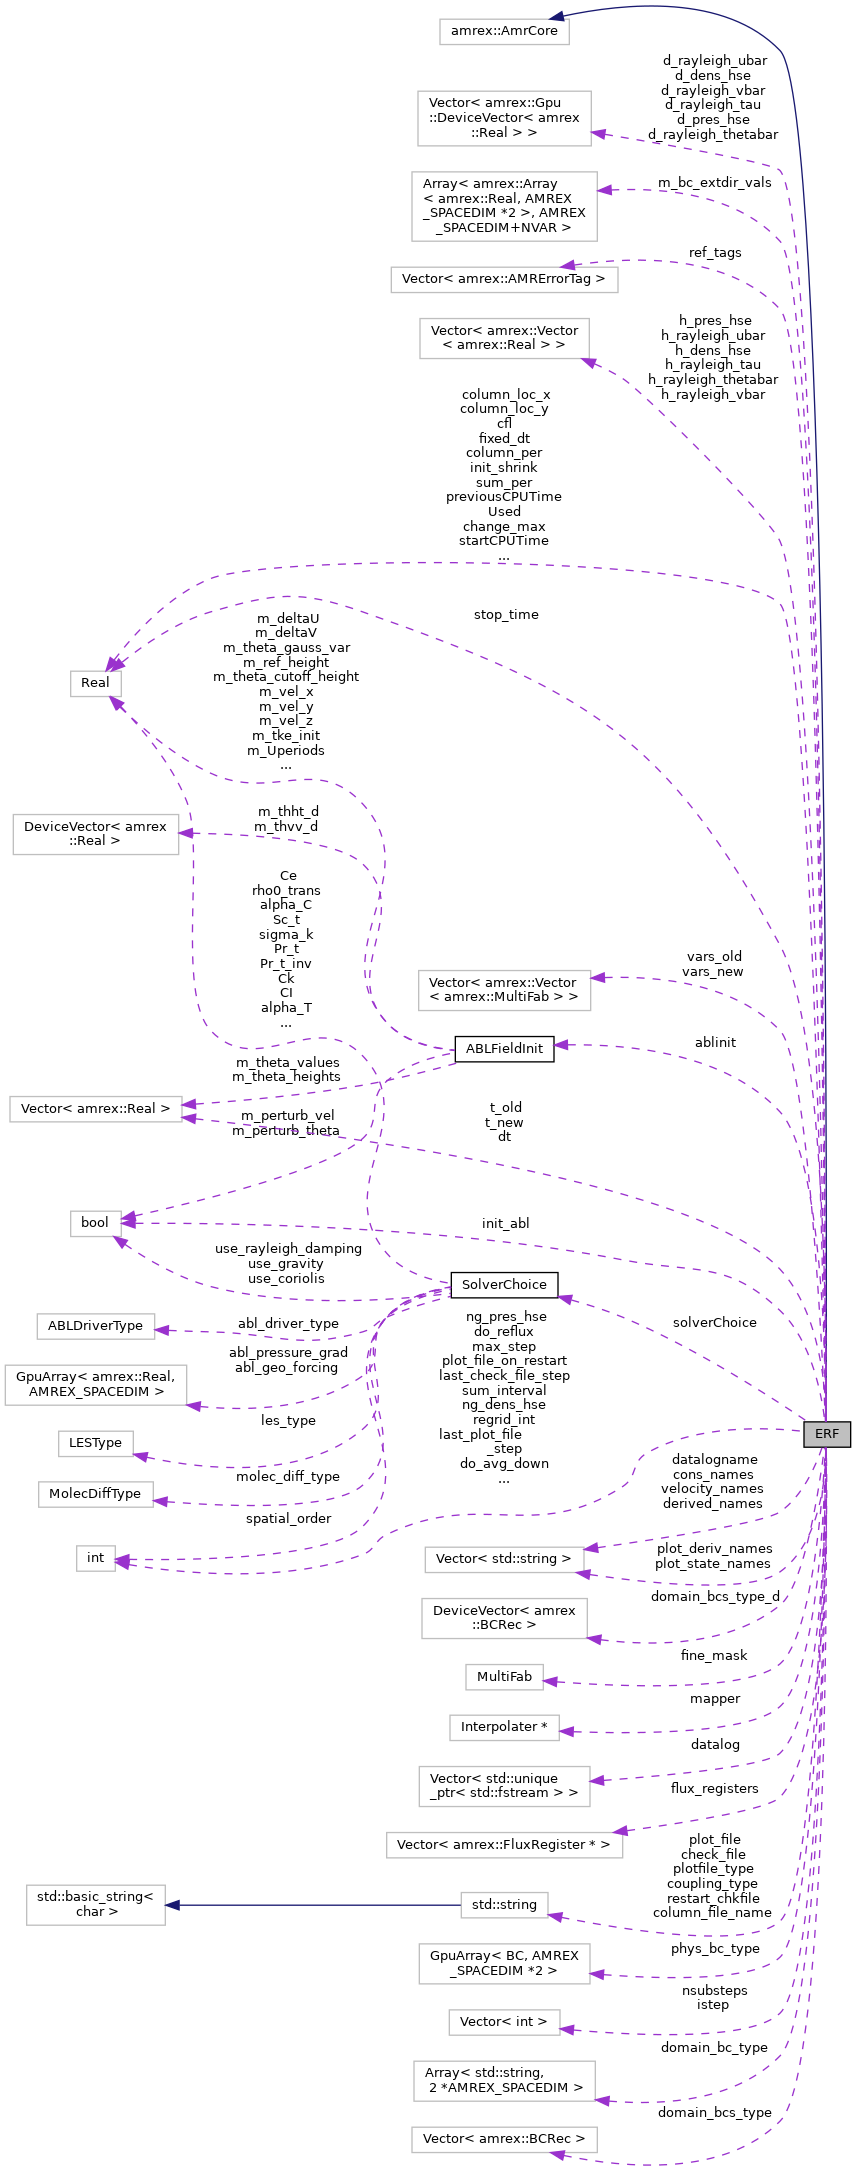 amrex::AmrCore
d_rayleigh_ubar
d_dens_hse
d_rayleigh_vbar
d_rayleigh_tau
d_pres_hse
d_rayleigh_thetabar
Vector< amrex::Gpu
::DeviceVector< amrex
::Real > >
Array< amrex::Array
< amrex::Real, AMREX
_SPACEDIM *2 >, AMREX
_SPACEDIM+NVAR >
m_bc_extdir_vals
ref_tags
Vector< amrex::AMRErrorTag >
Vector< amrex::Vector
< amrex::Real > >
h_pres_hse
h_rayleigh_ubar
h_dens_hse
h_rayleigh_tau
h_rayleigh_thetabar
h_rayleigh_vbar
column_loc_x
column_loc_y
cfl
fixed_dt
column_per
init_shrink
sum_per
previousCPUTime
Used
change_max
startCPUTime
...
stop_time
m_deltaU
m_deltaV
m_theta_gauss_var
m_ref_height
m_theta_cutoff_height
m_vel_x
m_vel_y
m_vel_z
m_tke_init
m_Uperiods
...
Real
DeviceVector< amrex
::Real >
m_thht_d
m_thvv_d
Ce
rho0_trans
alpha_C
Sc_t
sigma_k
Pr_t
Pr_t_inv
Ck
CI
alpha_T
...
vars_old
vars_new
Vector< amrex::Vector
< amrex::MultiFab > >
ABLFieldInit
ablinit
m_theta_values
m_theta_heights
Vector< amrex::Real >
m_perturb_vel
m_perturb_theta
t_old
t_new
dt
bool
init_abl
use_rayleigh_damping
use_gravity
use_coriolis
SolverChoice
solverChoice
ABLDriverType
abl_driver_type
abl_pressure_grad
abl_geo_forcing
GpuArray< amrex::Real,
AMREX_SPACEDIM >
les_type
LESType
molec_diff_type
MolecDiffType
spatial_order
int
ng_pres_hse
do_reflux
max_step
plot_file_on_restart
last_check_file_step
sum_interval
ng_dens_hse
regrid_int
last_plot_file
_step
do_avg_down
...
ERF
datalogname
cons_names
velocity_names
derived_names
Vector< std::string >
plot_deriv_names
plot_state_names
DeviceVector< amrex
::BCRec >
domain_bcs_type_d
MultiFab
fine_mask
Interpolater *
mapper
Vector< std::unique
_ptr< std::fstream > >
datalog
flux_registers
Vector< amrex::FluxRegister * >
plot_file
check_file
plotfile_type
coupling_type
restart_chkfile
column_file_name
std::basic_string<
char >
std::string
GpuArray< BC, AMREX
_SPACEDIM *2 >
phys_bc_type
nsubsteps
istep
Vector< int >
domain_bc_type
Array< std::string,
2 *AMREX_SPACEDIM >
domain_bcs_type
Vector< amrex::BCRec >